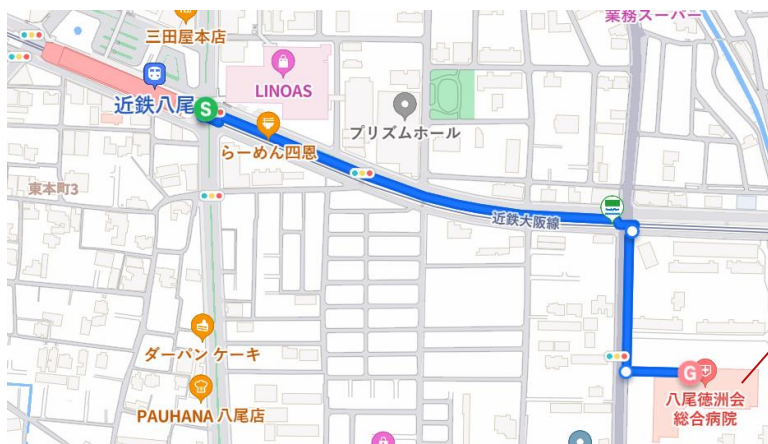 三田屋本店
業務スーパー
LINOAS
近鉄八尾
S
プリズムホール
らーめん四恩
東本町3
近鉄大阪線
ダーバン ケーキ
G
八尾徳洲会
総合病院
PAUHANA 八尾店